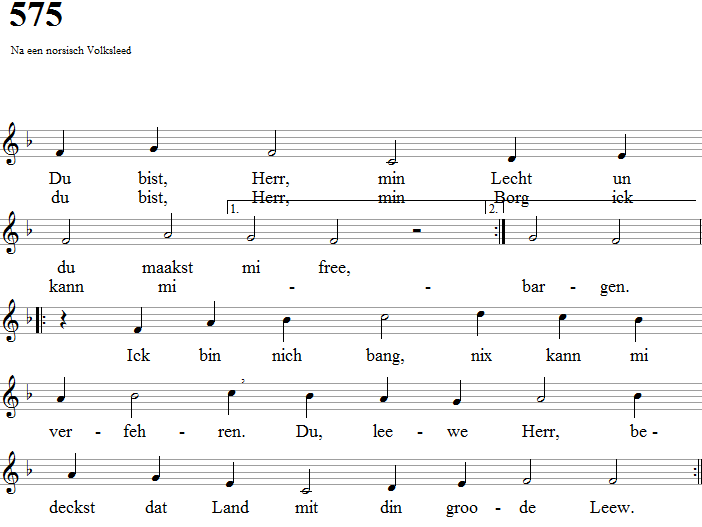 575
Na een norsisch Volksleed
Du bist, Herr, min Lecht un
du bist, Herr, min Borg ick
1. 2.
du maakst mi free,
kann mi - - bar - gen.
Ick bin nich bang, nix kann mi
ver - feh - ren. Du, lee - we Herr, be -
deckst dat Land mit din groo - de Leew.